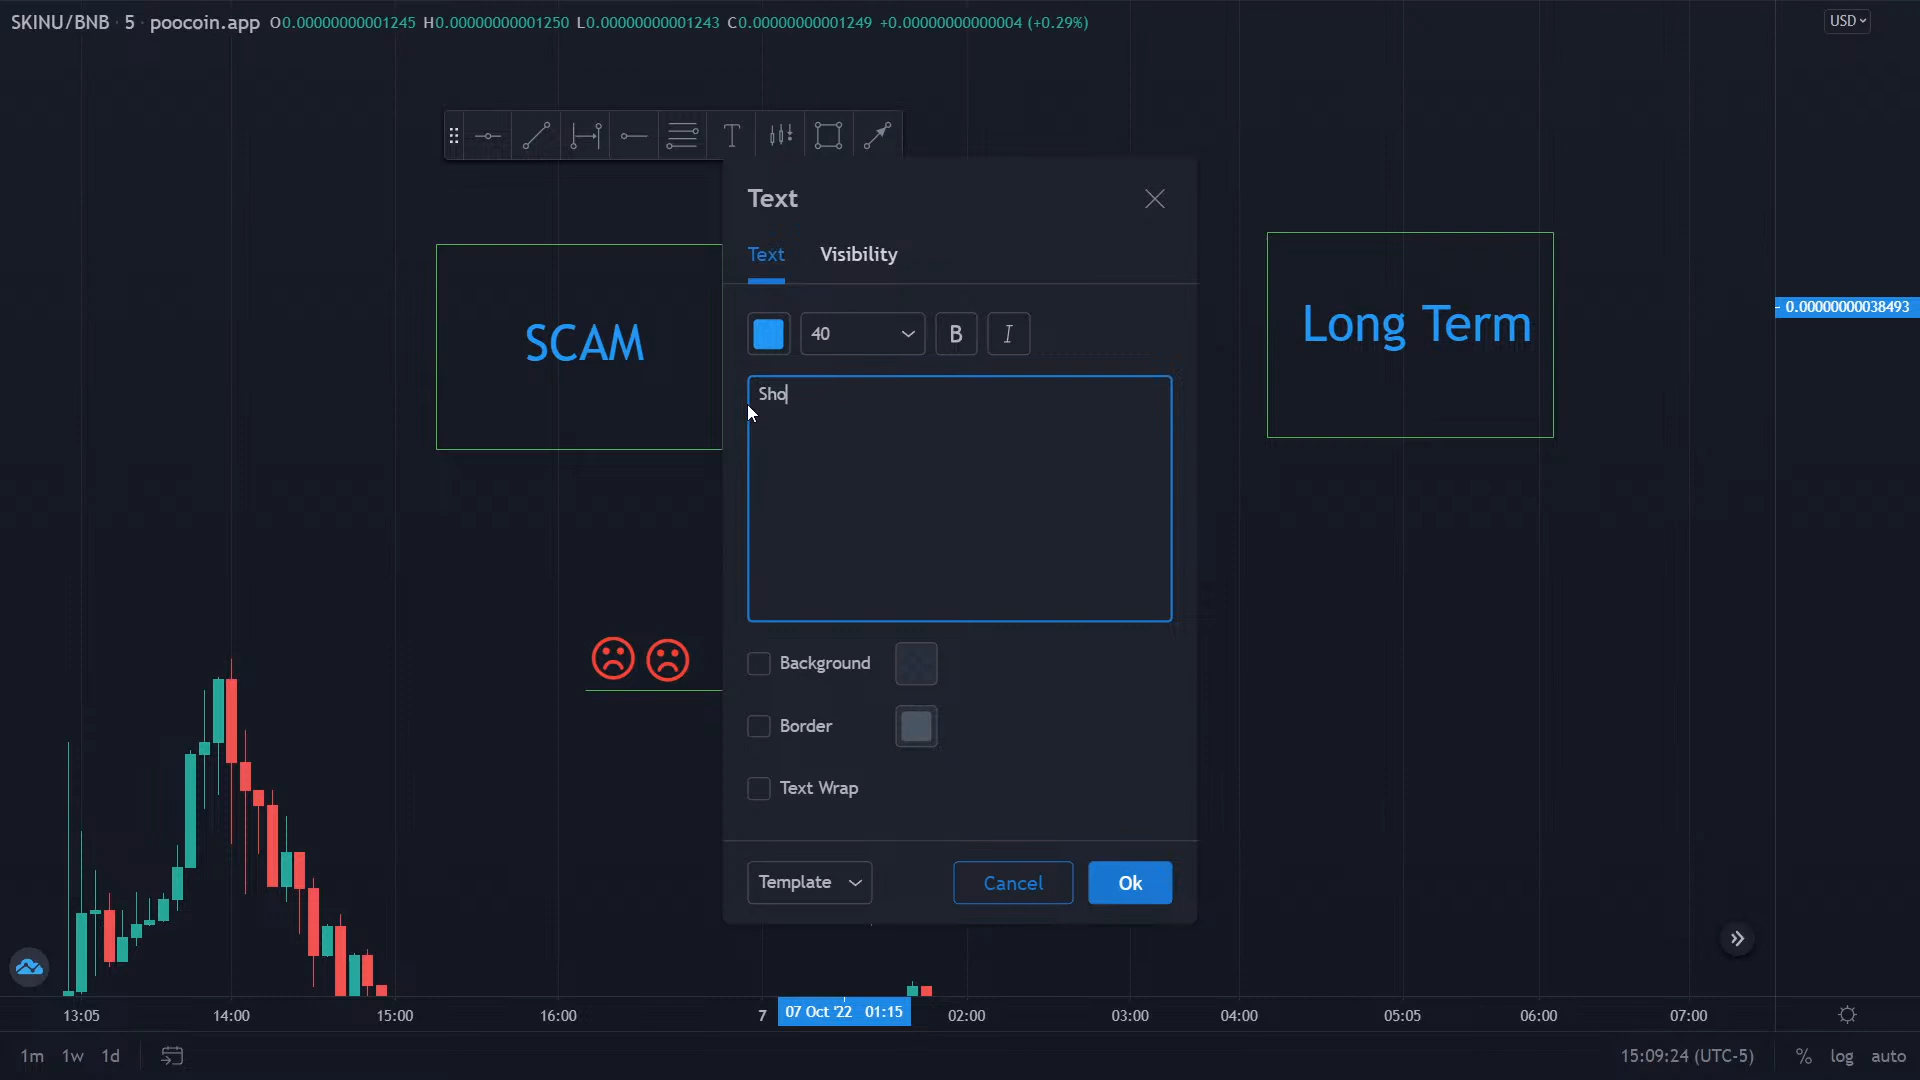 SKINU/BNB · 5 · poocoin.app O0.00000000001245 H0.00000000001250 L0.00000000001243 C0.00000000001249 +0.00000000000004 (+0.29%)
USD
T
Text
Text Visibility
40 B I
Sho
SCAM
Long Term
0.00000000038493
Background
Border
Text Wrap
Template Cancel Ok
13:05 14:00 15:00 16:00 7 07 Oct '22 01:15 02:00 03:00 04:00 05:05 06:00 07:00
1m 1w 1d 15:09:24 (UTC-5) % log auto